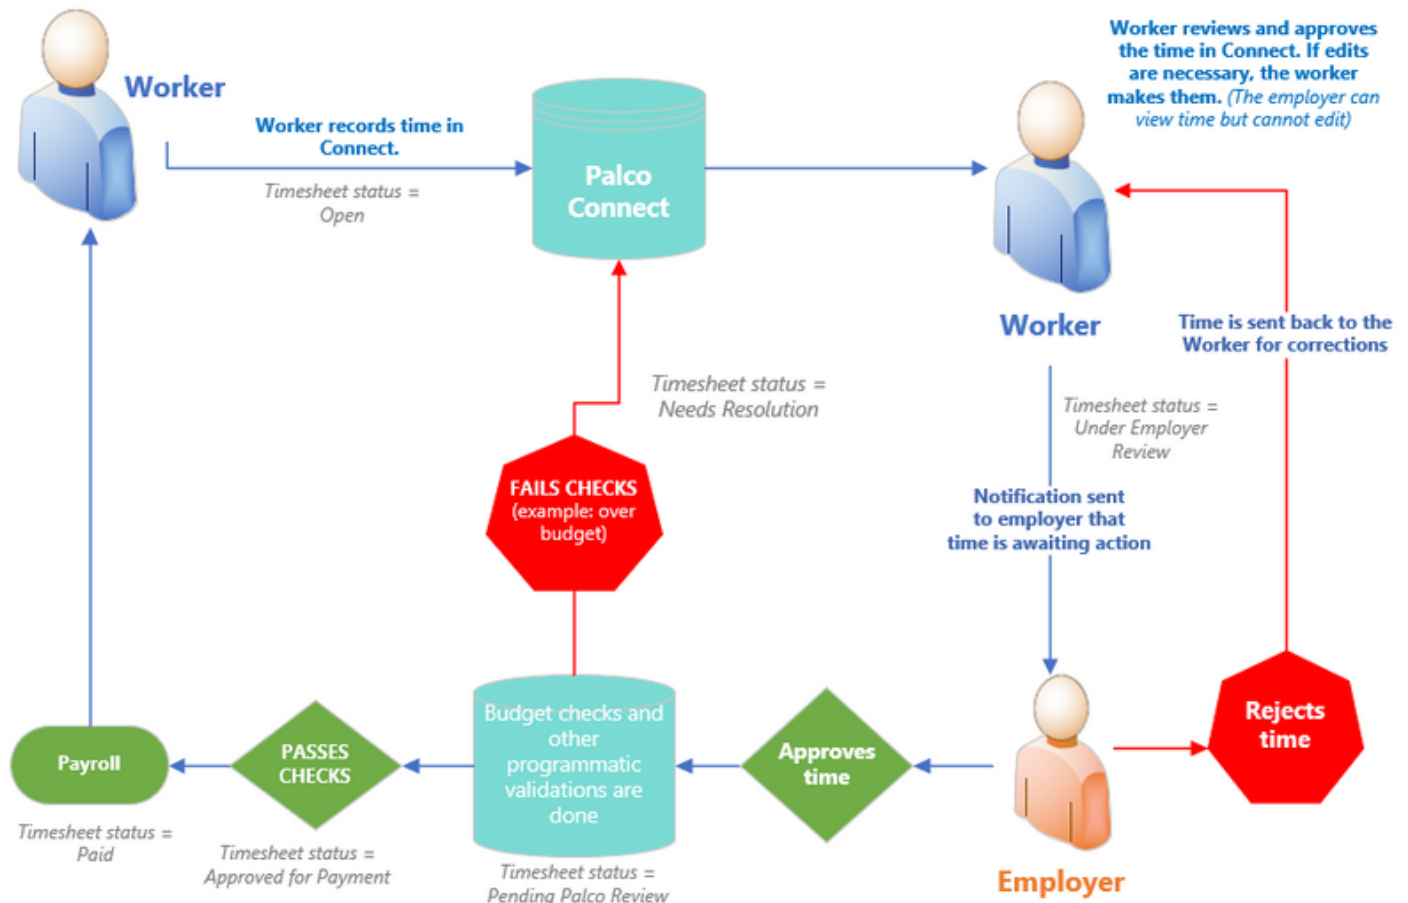 Worker
Worker records time in
Connect.
Timesheet status =
Open
Palco
Connect
Worker reviews and approves
the time in Connect. If edits
are necessary, the worker
makes them. (The employer can
view time but cannot edit)
Worker
Time is sent back to the
Worker for corrections
Timesheet status =
Needs Resolution
Timesheet status =
Under Employer
Review
FAILS CHECKS
(example: over
budget)
Notification sent
to employer that
time is awaiting action
Rejects
time
Employer
Approves
time
Budget checks and
other
programmatic
validations are
done
Timesheet status =
Pending Palco Review
PASSES
CHECKS
Timesheet status =
Approved for Payment
Payroll
Timesheet status =
Paid